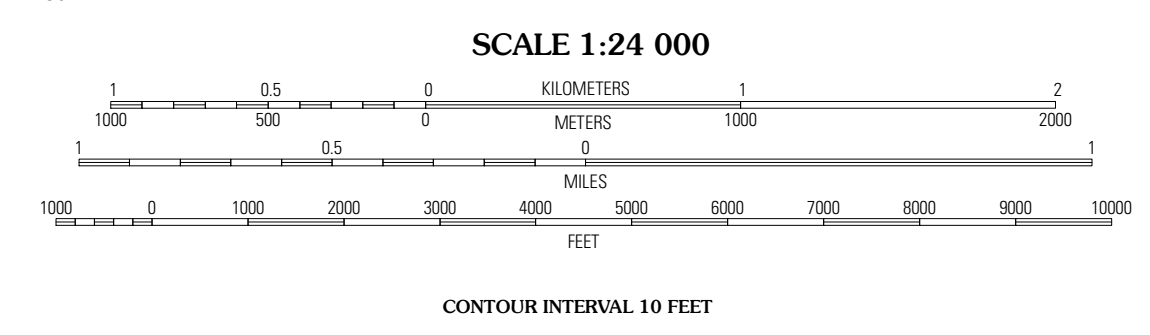 SCALE 1:24 000
1 0.5 0 KILOMETERS 1 2
1000 500 0 METERS 1000 2000
1 0.5 0 1
MILES
1000 0 1000 2000 3000 4000 5000 6000 7000 8000 9000 10000
FEET
CONTOUR INTERVAL 10 FEET